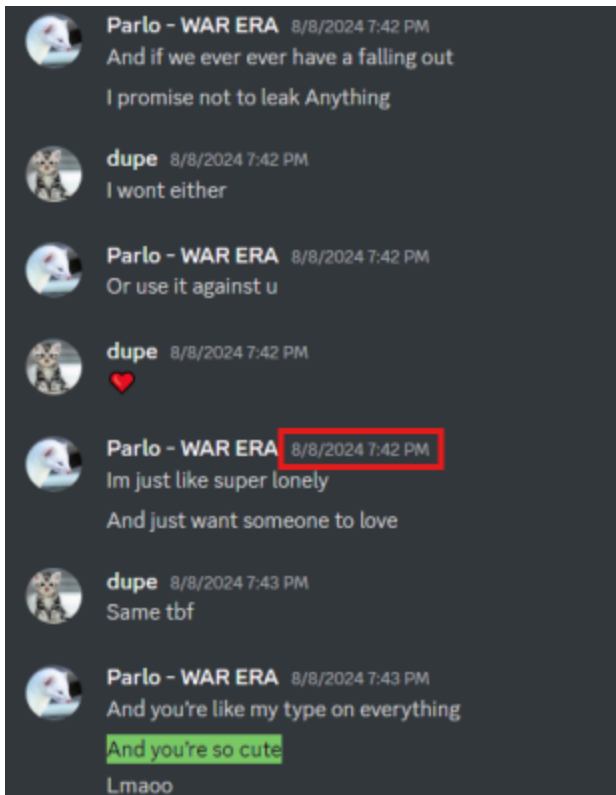 Parlo - WAR ERA 8/8/2024 7:42 PM
And if we ever ever have a falling out
I promise not to leak Anything
dupe 8/8/2024 7:42 PM
I wont either
Parlo - WAR ERA 8/8/2024 7:42 PM
Or use it against u
dupe 8/8/2024 7:42 PM
❤️
Parlo - WAR ERA 8/8/2024 7:42 PM
Im just like super lonely
And just want someone to love
dupe 8/8/2024 7:43 PM
Same tbf
Parlo - WAR ERA 8/8/2024 7:43 PM
And you're like my type on everything
And you're so cute
Lmaoo